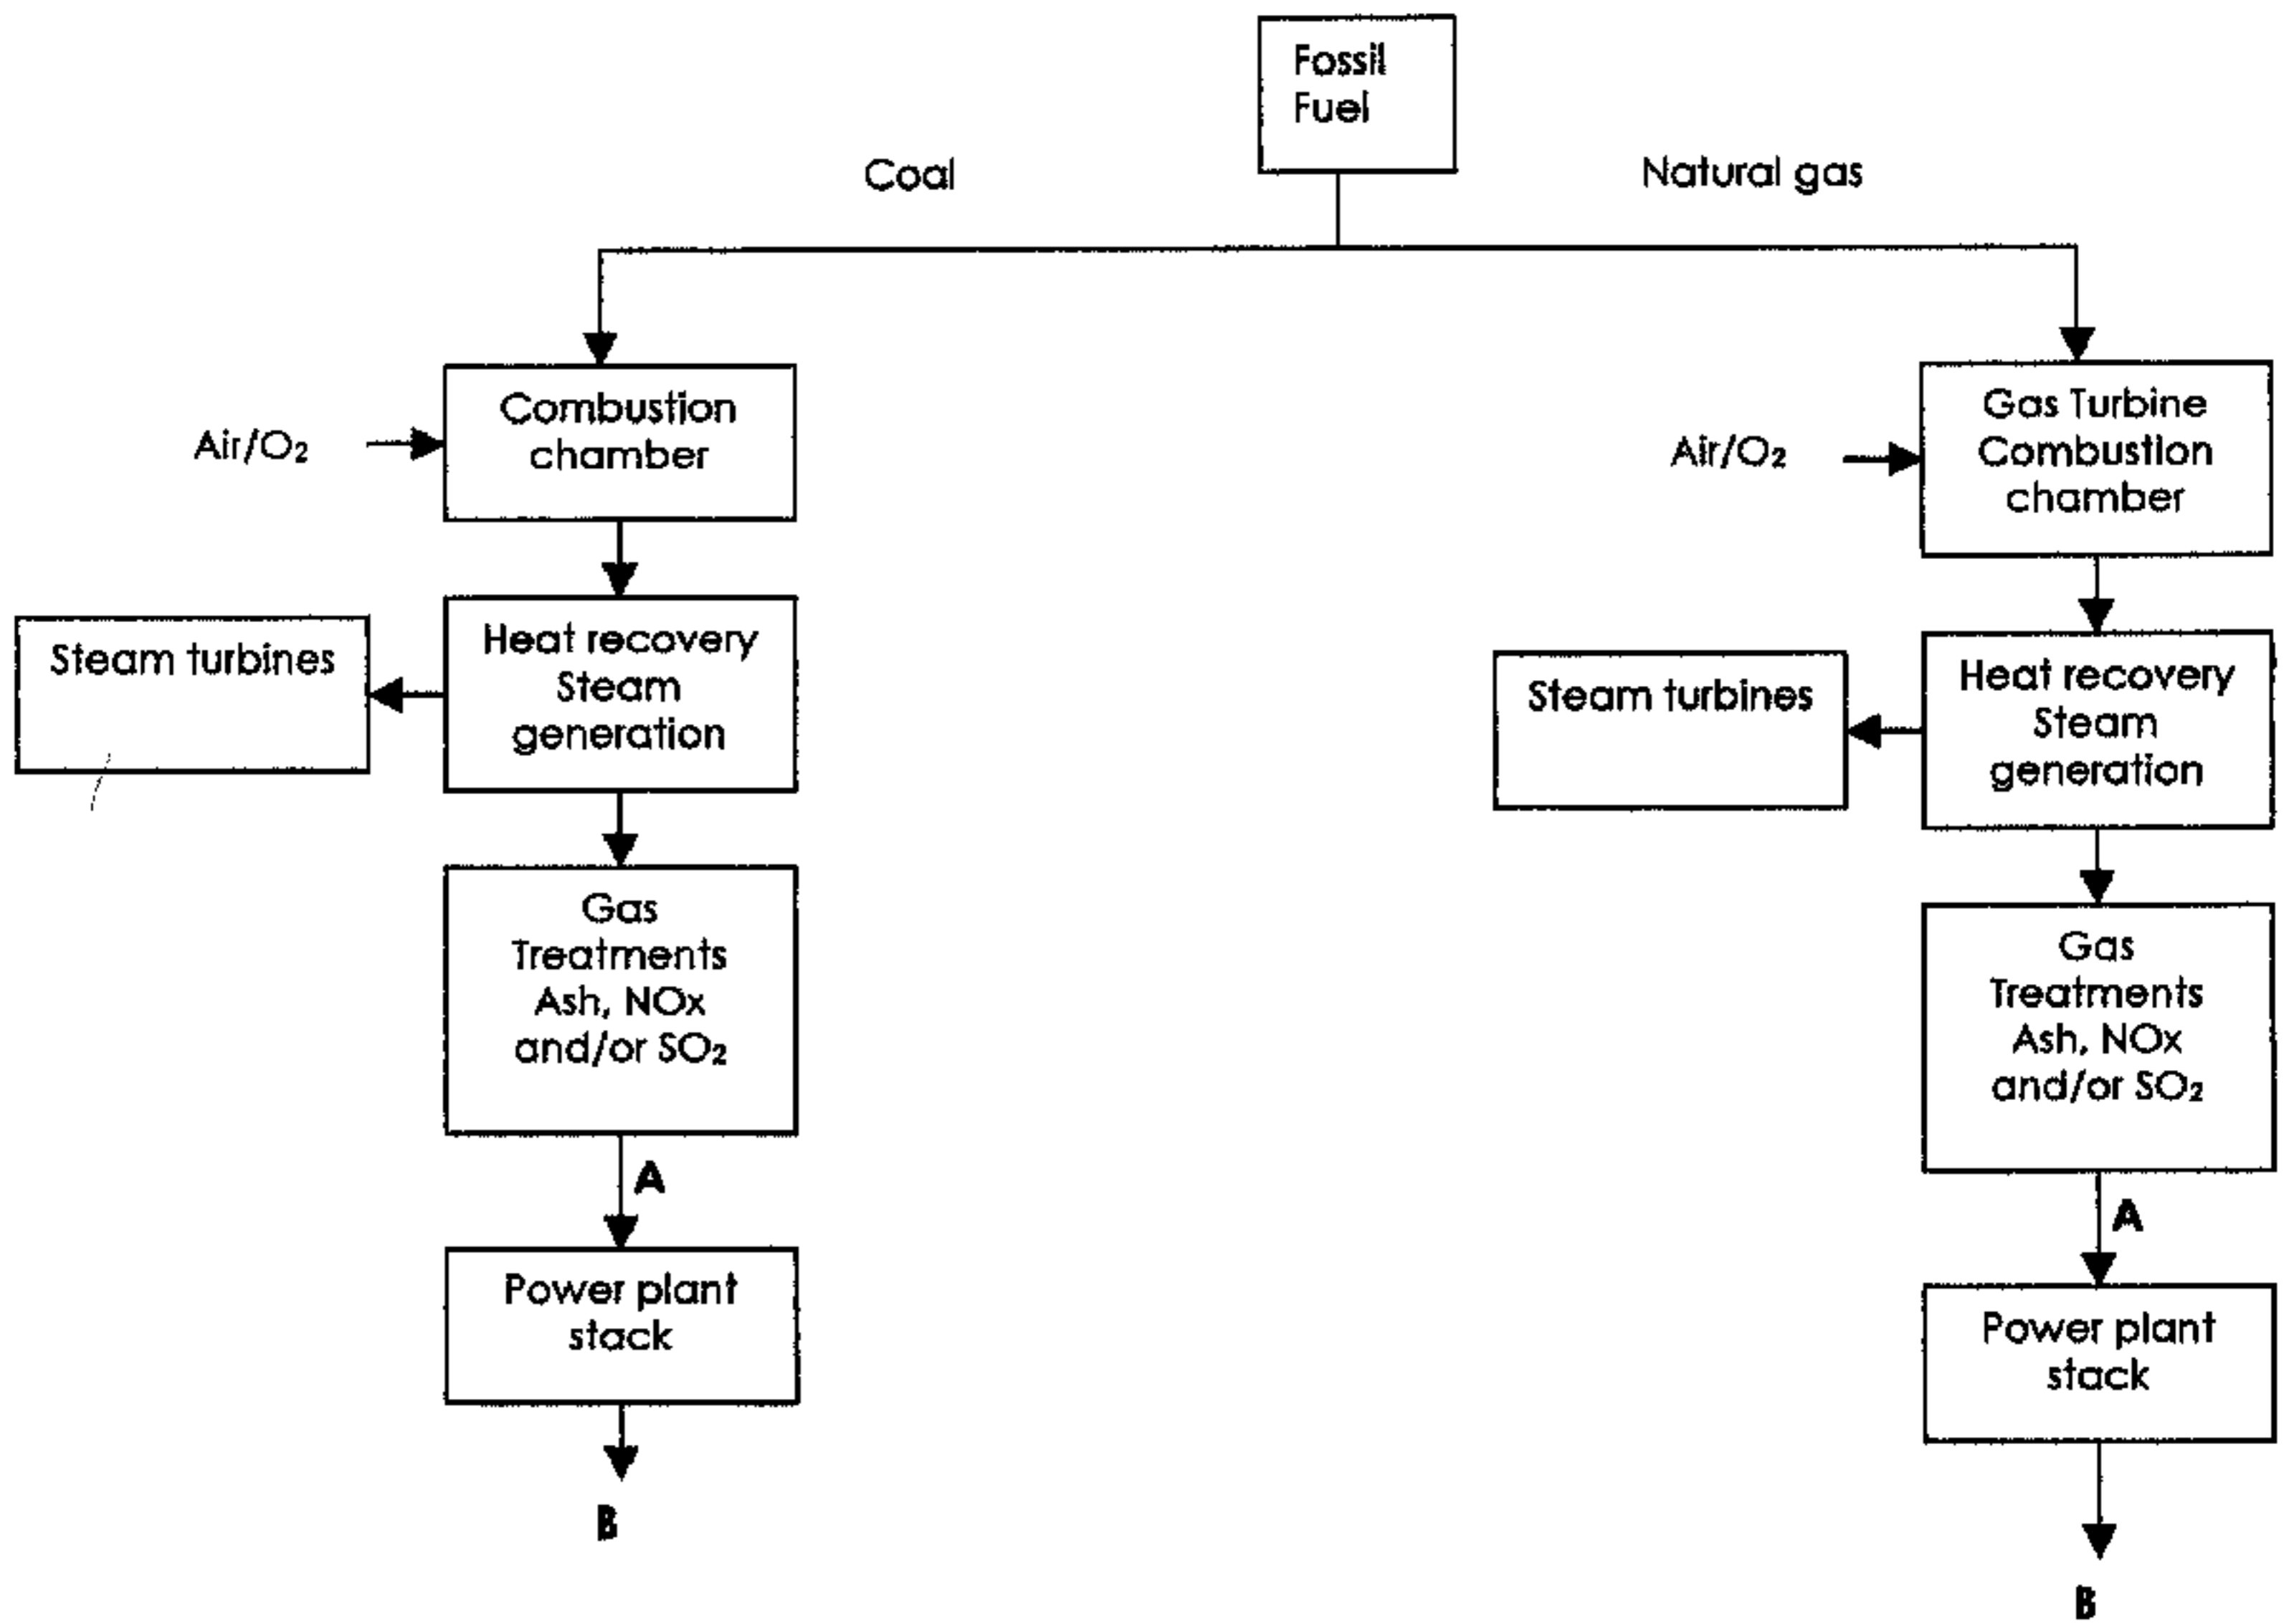 Fossil
Fuel
Coal
Natural gas
Combustion
chamber
Air/O₂
Heat recovery
Steam
generation
Steam turbines
Gas
Treatments
Ash, NOx
and/or SO₂
A
Power plant
stack
B
Gas Turbine
Combustion
chamber
Air/O₂
Heat recovery
Steam
generation
Steam turbines
Gas
Treatments
Ash, NOx
and/or SO₂
A
Power plant
stack
B